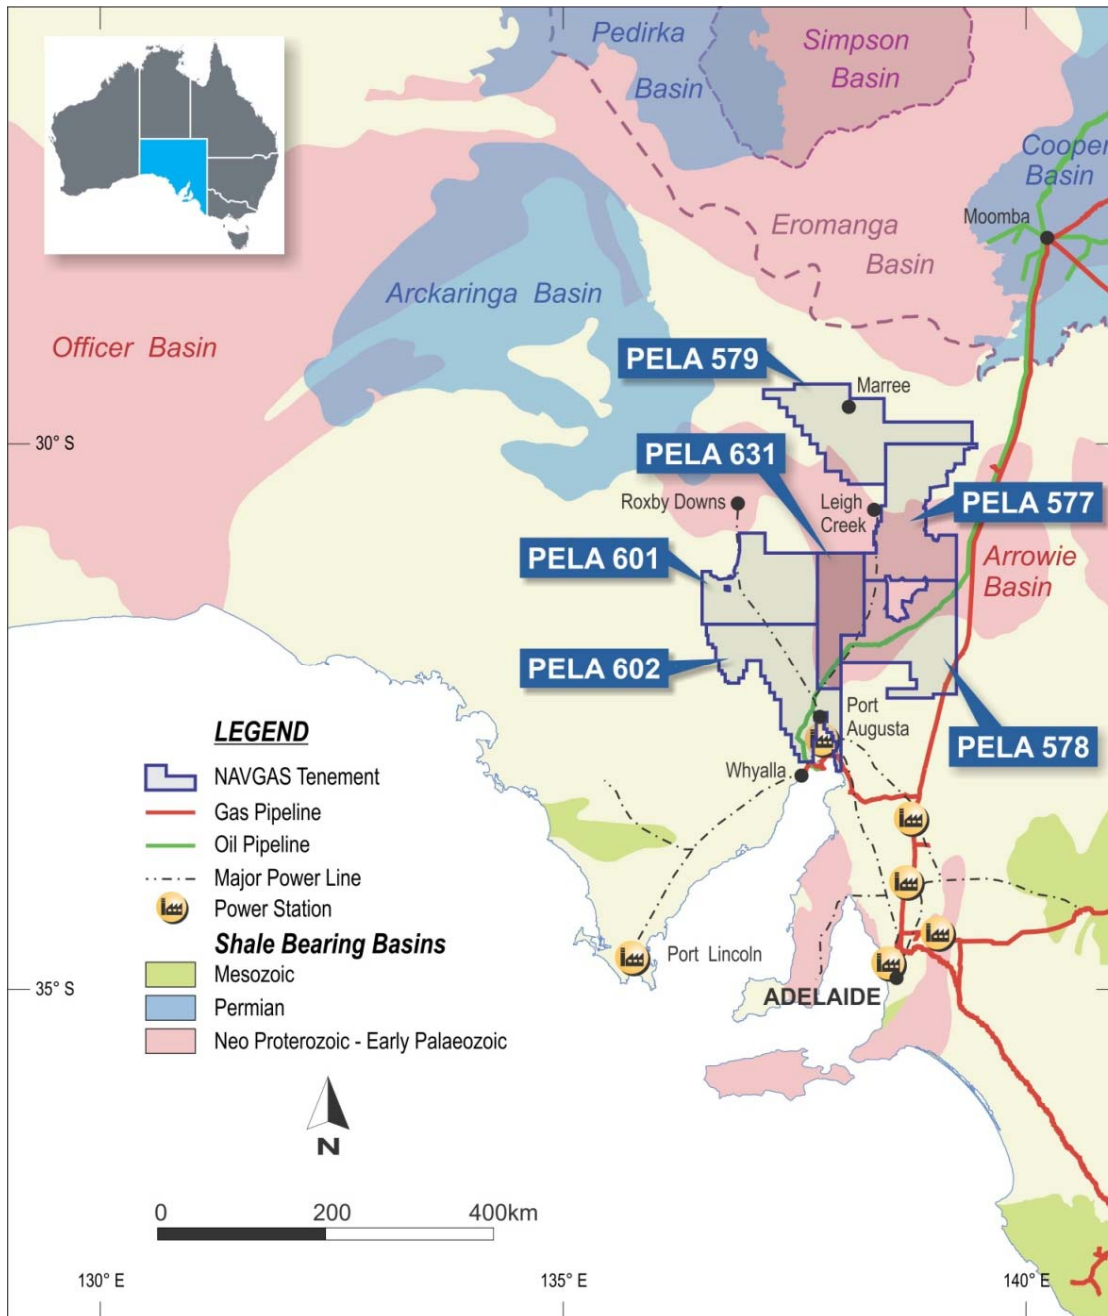 Pedirka
Basin
Simpson
Basin
Cooper
Basin
Moomba
Eromanga
Basin
Arckaringa Basin
Officer Basin
PELA 579
Marree
30° S
PELA 631
Roxby Downs
Leigh
Creek
PELA 577
PELA 601
Arrowie
Basin
PELA 602
Port
Augusta
PELA 578
Whyalla
LEGEND
NAVGAS Tenement
Gas Pipeline
Oil Pipeline
Major Power Line
Power Station
Shale Bearing Basins
Mesozoic
Permian
Neo Proterozoic - Early Palaeozoic
Port Lincoln
35° S
ADELAIDE
N
0 200 400km
130° E 135° E 140° E